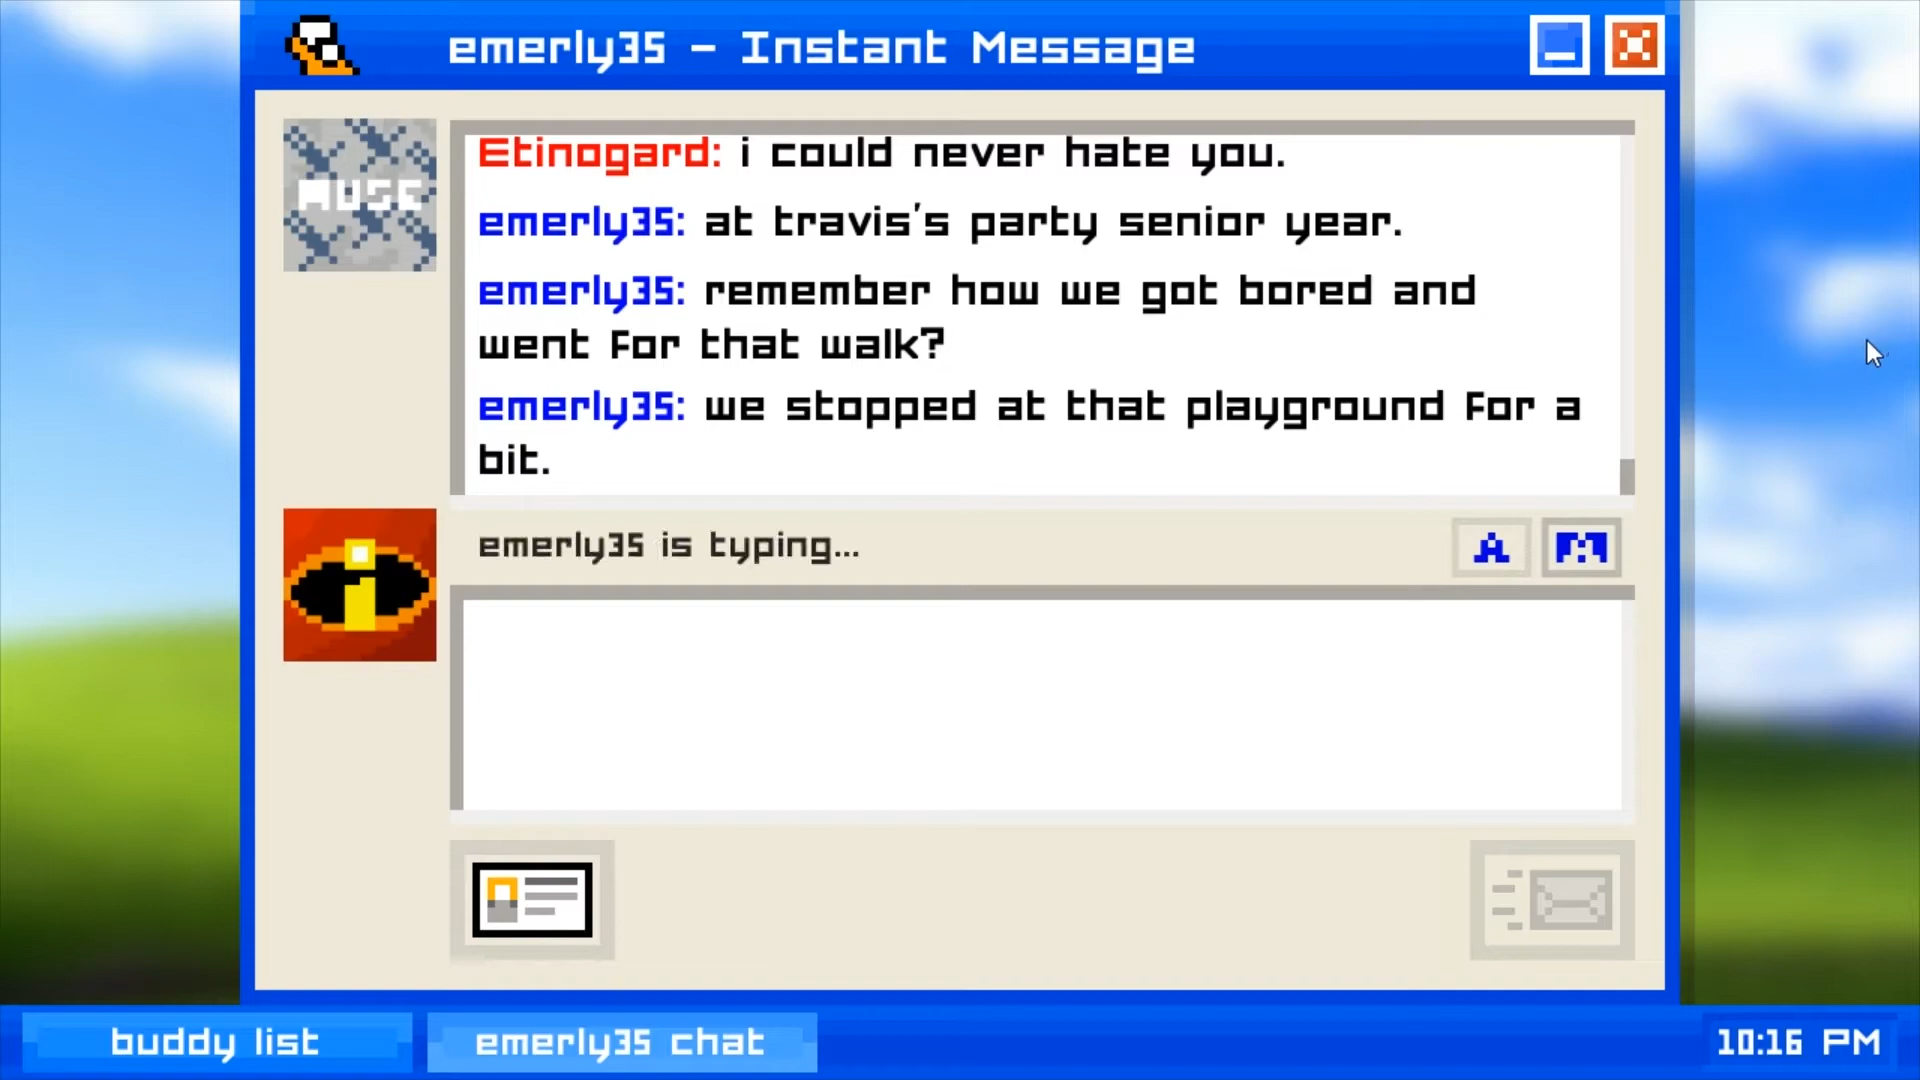 emerly35 - Instant Message
MUSE
Etinogard: i could never hate you.
emerly35: at travis's party senior year.
emerly35: remember how we got bored and
went for that walk?
emerly35: we stopped at that playground for a
bit.
i
emerly35 is typing...
A
M
buddy list
emerly35 chat
10:16 PM